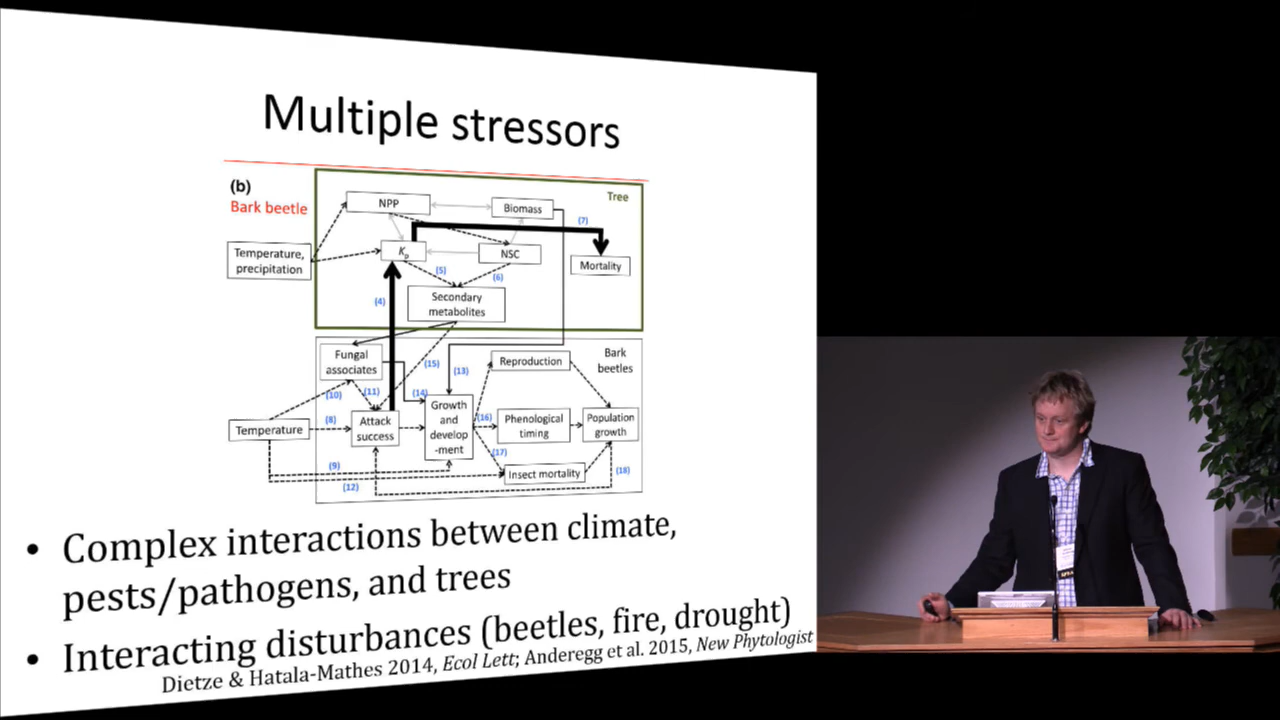 Multiple stressors
(b)
Bark beetle
Tree
NPP
Biomass
(7)
Temperature,
precipitation
Kp
NSC
Mortality
(5)
(6)
(4)
Secondary
metabolites
Fungal
associates
(15)
(13)
Reproduction
Bark
beetles
(10)
(11)
(14)
Temperature
(8)
Attack
success
Growth
and
develop
-ment
(16)
Phenological
timing
Population
growth
(17)
(9)
Insect mortality
(18)
(12)
• Complex interactions between climate,
pests/pathogens, and trees
• Interacting disturbances (beetles, fire, drought)
Dietze & Hatala-Mathes 2014, Ecol Lett; Anderegg et al. 2015, New Phytologist